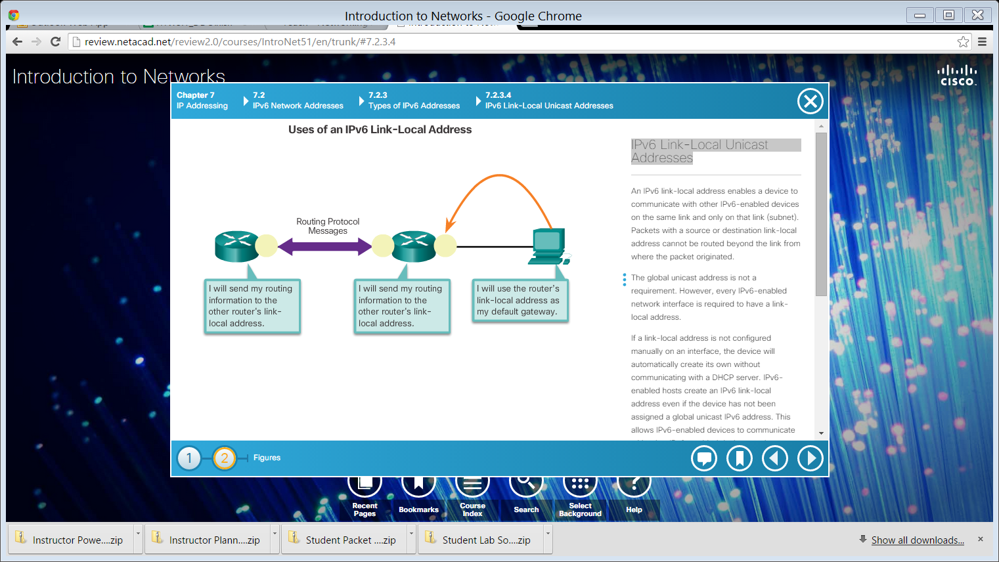 Introduction to Networks - Google Chrome
review.netacad.net/review2.0/courses/IntroNet51/en/trunk/#7.2.3.4
Introduction to Networks
CISCO
Chapter 7
IP Addressing
7.2
IPv6 Network Addresses
7.2.3
Types of IPv6 Addresses
7.2.3.4
IPv6 Link-Local Unicast Addresses
Uses of an IPv6 Link-Local Address
Routing Protocol
Messages
I will send my routing
information to the
other router's link-
local address.
I will send my routing
information to the
other router's link-
local address.
I will use the router's
link-local address as
my default gateway.
IPv6 Link-Local Unicast
Addresses
An IPv6 link-local address enables a device to
communicate with other IPv6-enabled devices
on the same link and only on that link (subnet).
Packets with a source or destination link-local
address cannot be routed beyond the link from
where the packet originated.
The global unicast address is not a
requirement. However, every IPv6-enabled
network interface is required to have a link-
local address.
If a link-local address is not configured
manually on an interface, the device will
automatically create its own without
communicating with a DHCP server. IPv6-
enabled hosts create an IPv6 link-local
address even if the device has not been
assigned a global unicast IPv6 address. This
allows IPv6-enabled devices to communicate
1
2
Figures
Recent
Pages
Bookmarks
Course
Index
Search
Select
Background
? Help
Instructor Powe....zip
Instructor Plann....zip
Student Packet ....zip
Student Lab So....zip
Show all downloads...